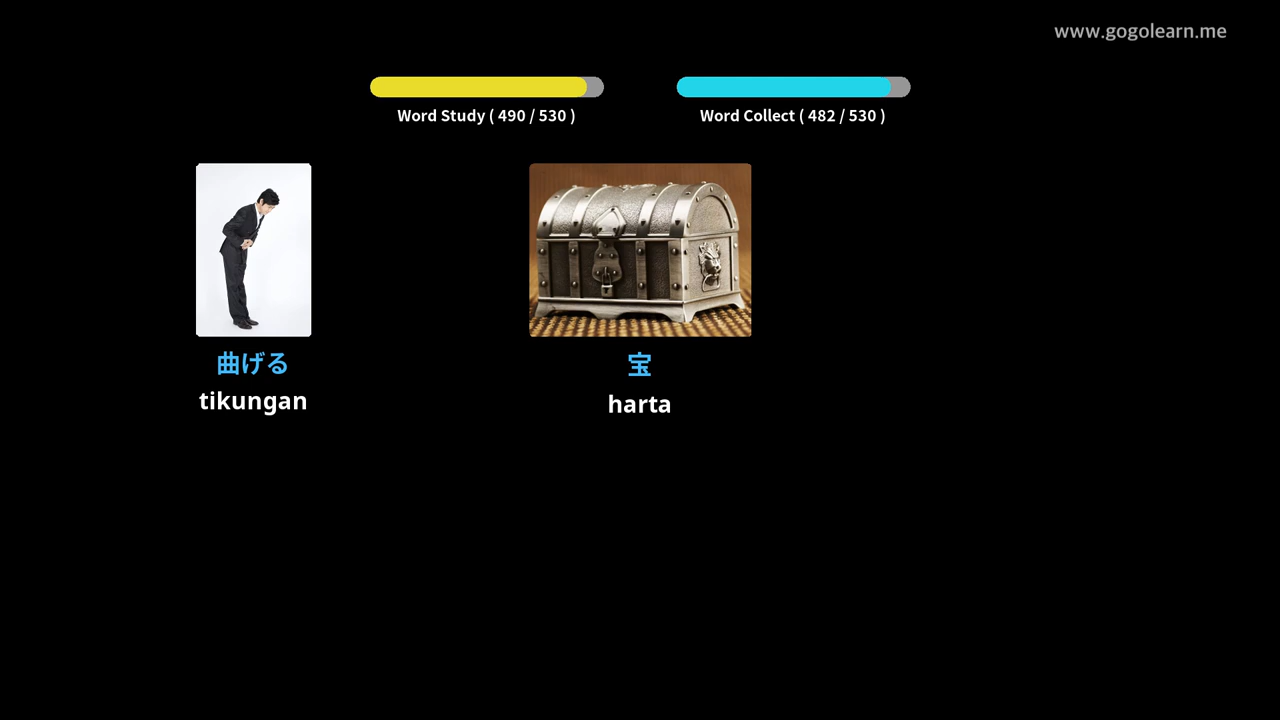 www.gogolearn.me
Word Study ( 490 / 530 )
Word Collect ( 482 / 530 )
曲げる
tikungan
宝
harta